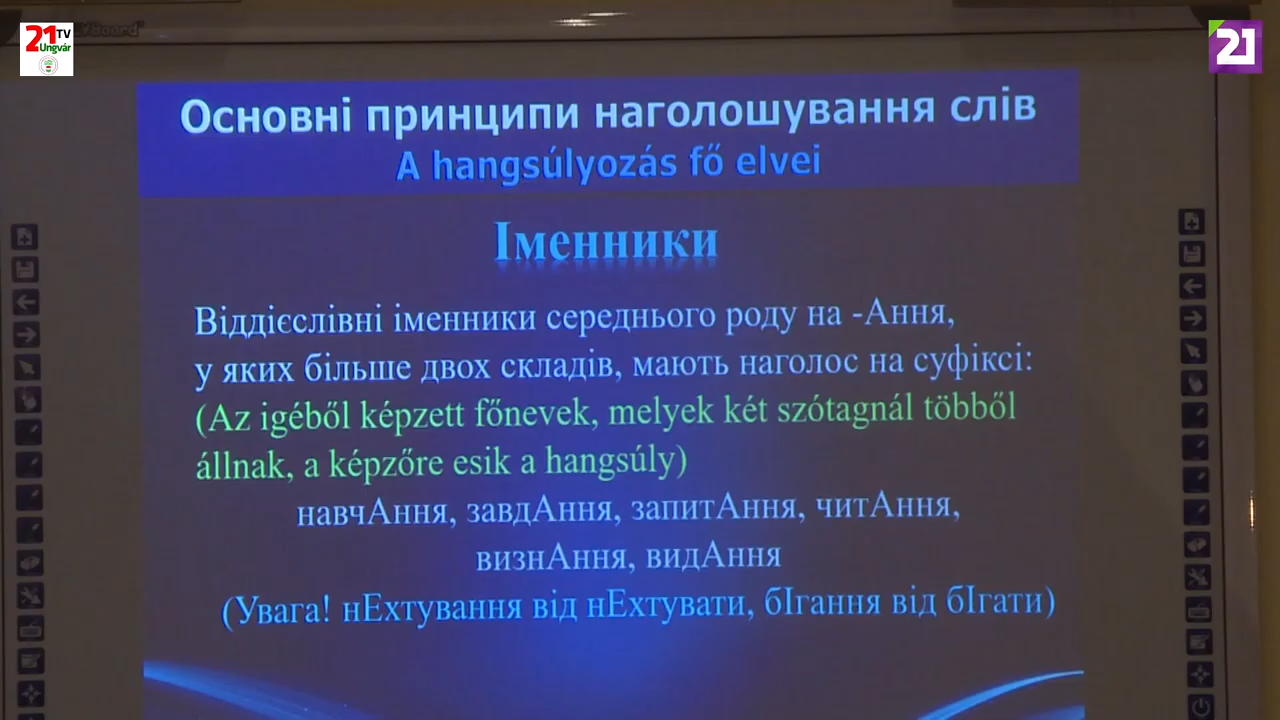 21 TV
Ungvár
21
Основні принципи наголошування слів
A hangsúlyozás fő elvei
Іменники
Віддієслівні іменники середнього роду на -Ання,
у яких більше двох складів, мають наголос на суфіксі:
(Az igéből képzett főnevek, melyek két szótagnál többől
állnak, a képzőre esik a hangsúly)
навчАння, завдАння, запитАння, читАння,
визнАння, видАння
(Увага! нЕхтування від нЕхтувати, бІгання від бІгати)